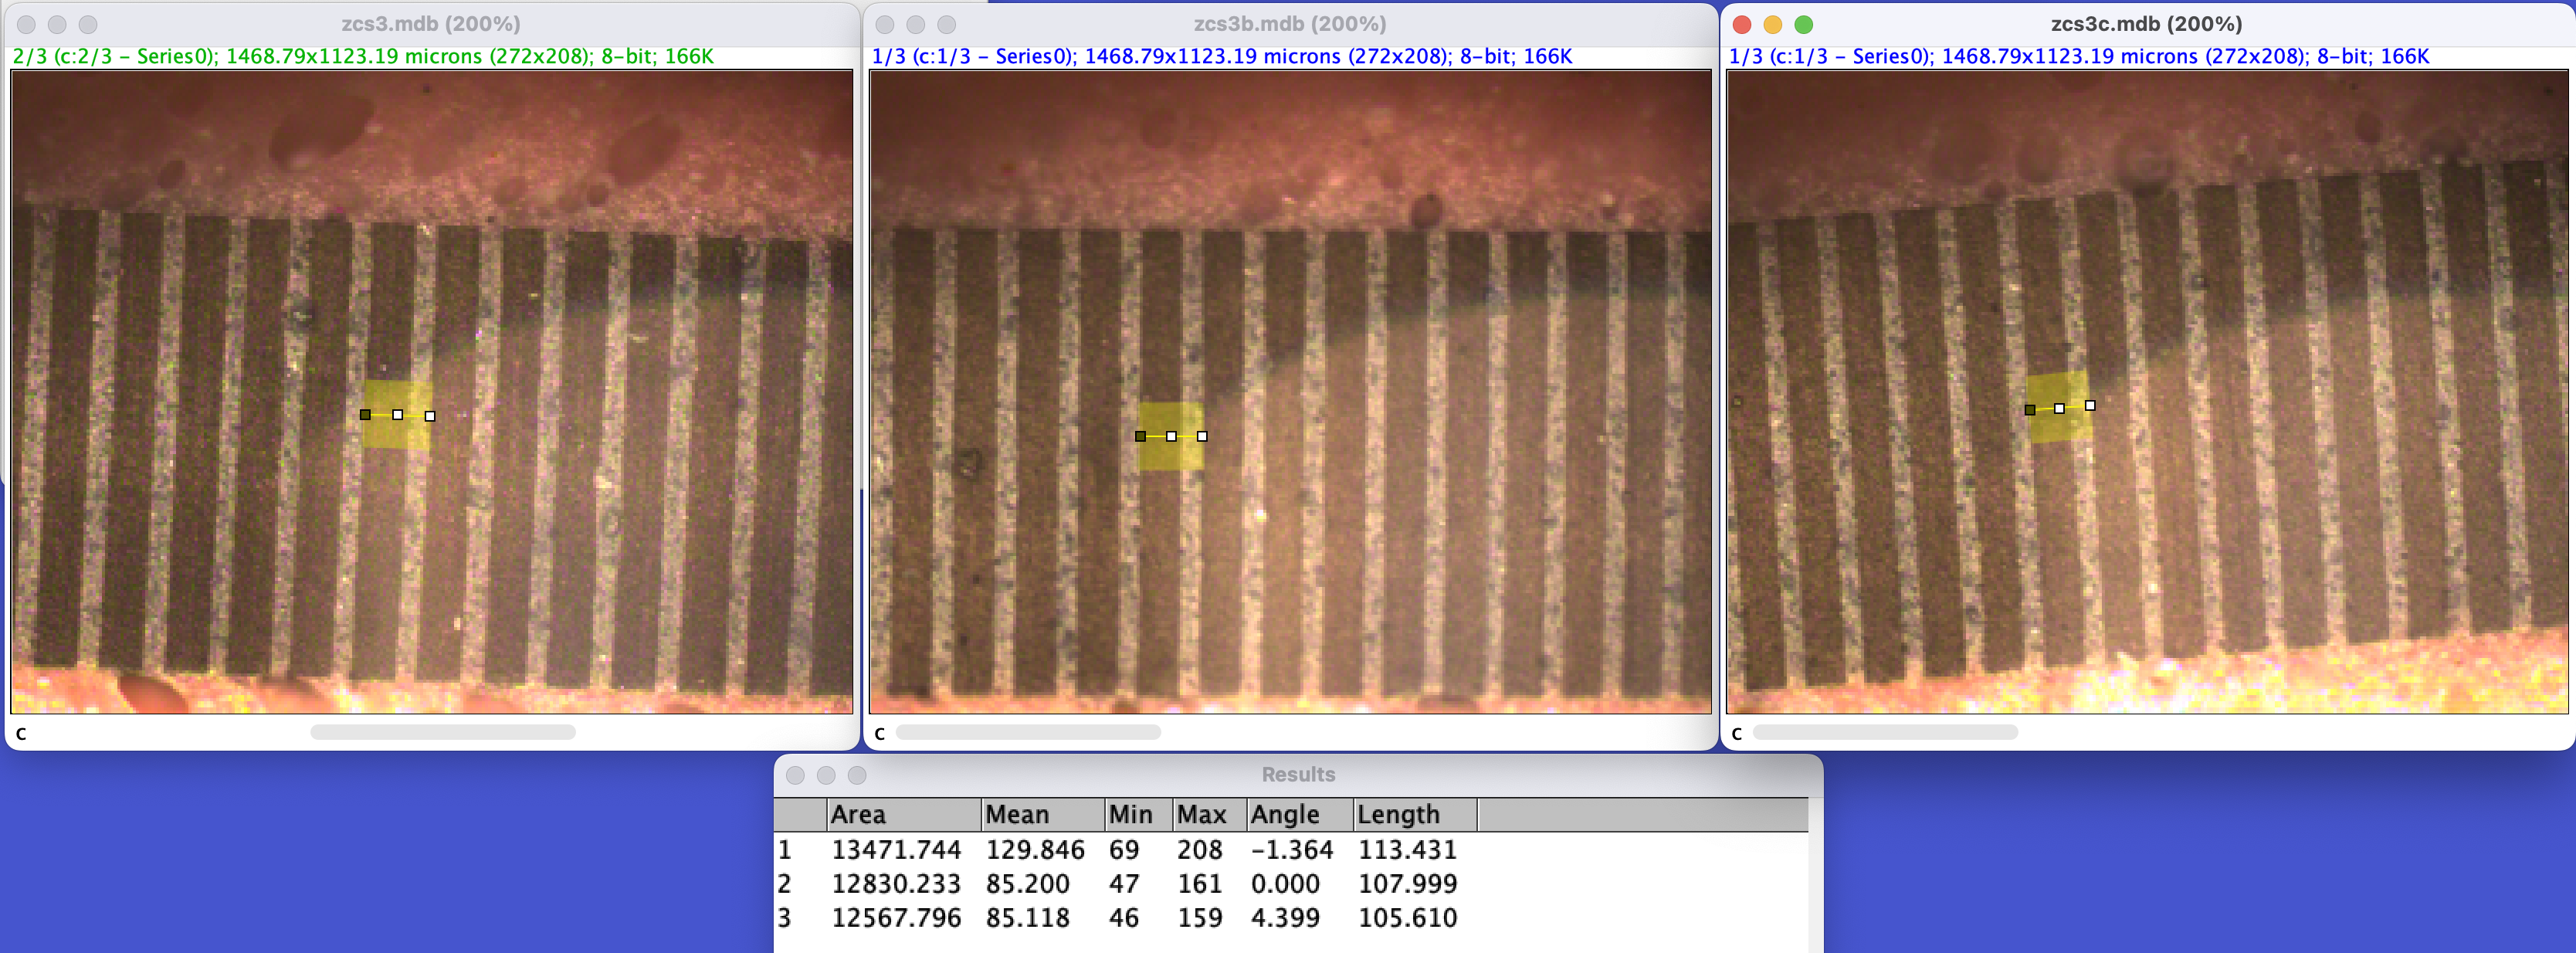 zcs3.mdb (200%)
2/3 (c:2/3 – Series0); 1468.79x1123.19 microns (272x208); 8-bit; 166K
c
zcs3b.mdb (200%)
1/3 (c:1/3 – Series0); 1468.79x1123.19 microns (272x208); 8-bit; 166K
c
zcs3c.mdb (200%)
1/3 (c:1/3 – Series0); 1468.79x1123.19 microns (272x208); 8-bit; 166K
c
Results
Area Mean Min Max Angle Length
1 13471.744 129.846 69 208 −1.364 113.431
2 12830.233 85.200 47 161 0.000 107.999
3 12567.796 85.118 46 159 4.399 105.610